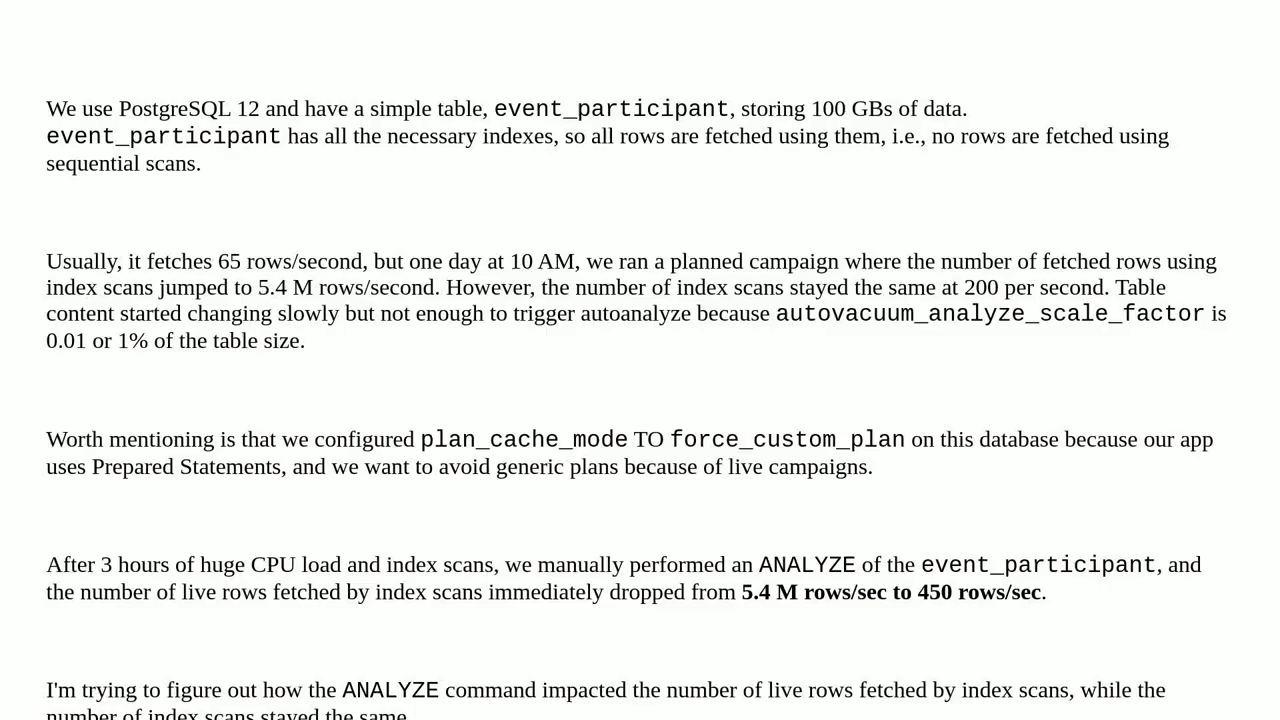 We use PostgreSQL 12 and have a simple table, event_participant, storing 100 GBs of data.
event_participant has all the necessary indexes, so all rows are fetched using them, i.e., no rows are fetched using
sequential scans.
Usually, it fetches 65 rows/second, but one day at 10 AM, we ran a planned campaign where the number of fetched rows using
index scans jumped to 5.4 M rows/second. However, the number of index scans stayed the same at 200 per second. Table
content started changing slowly but not enough to trigger autoanalyze because autovacuum_analyze_scale_factor is
0.01 or 1% of the table size.
Worth mentioning is that we configured plan_cache_mode TO force_custom_plan on this database because our app
uses Prepared Statements, and we want to avoid generic plans because of live campaigns.
After 3 hours of huge CPU load and index scans, we manually performed an ANALYZE of the event_participant, and
the number of live rows fetched by index scans immediately dropped from 5.4 M rows/sec to 450 rows/sec.
I'm trying to figure out how the ANALYZE command impacted the number of live rows fetched by index scans, while the
number of index scans stayed the same.